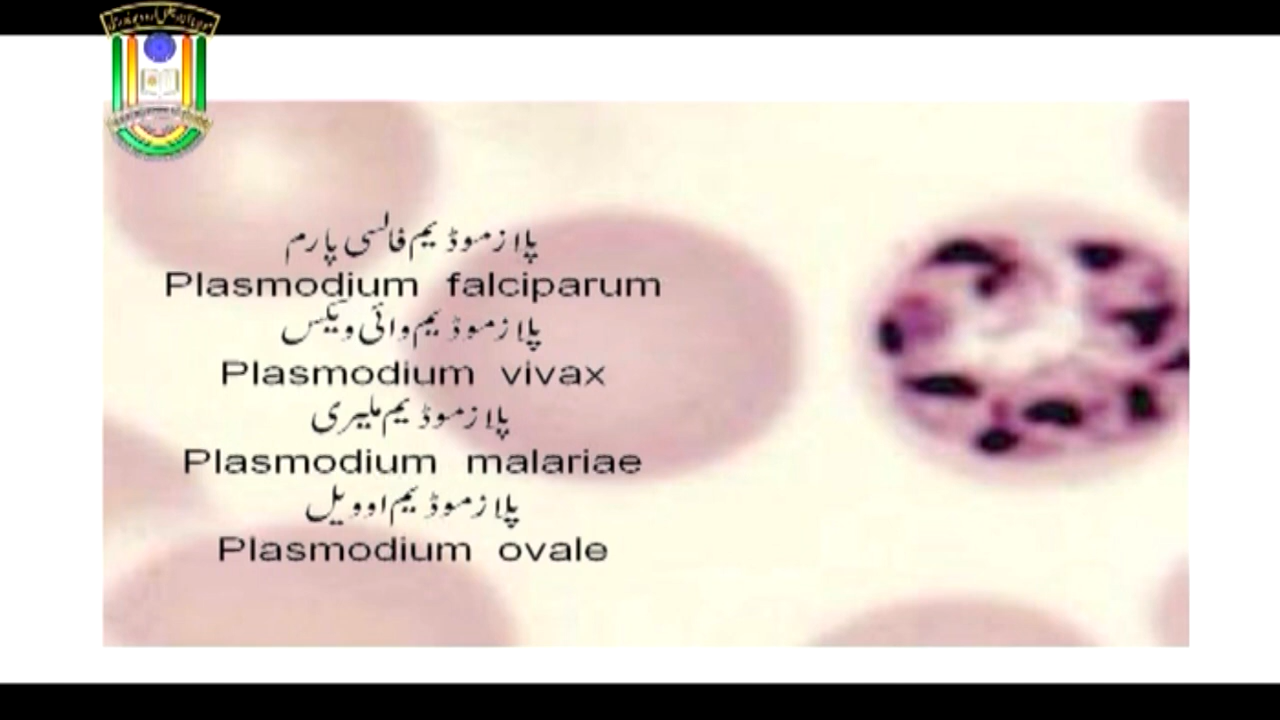 پلازموڈیم فالسی پارم
Plasmodium falciparum
پلازموڈیم وائی ویکس
Plasmodium vivax
پلازموڈیم ملیری
Plasmodium malariae
پلازموڈیم اوویل
Plasmodium ovale